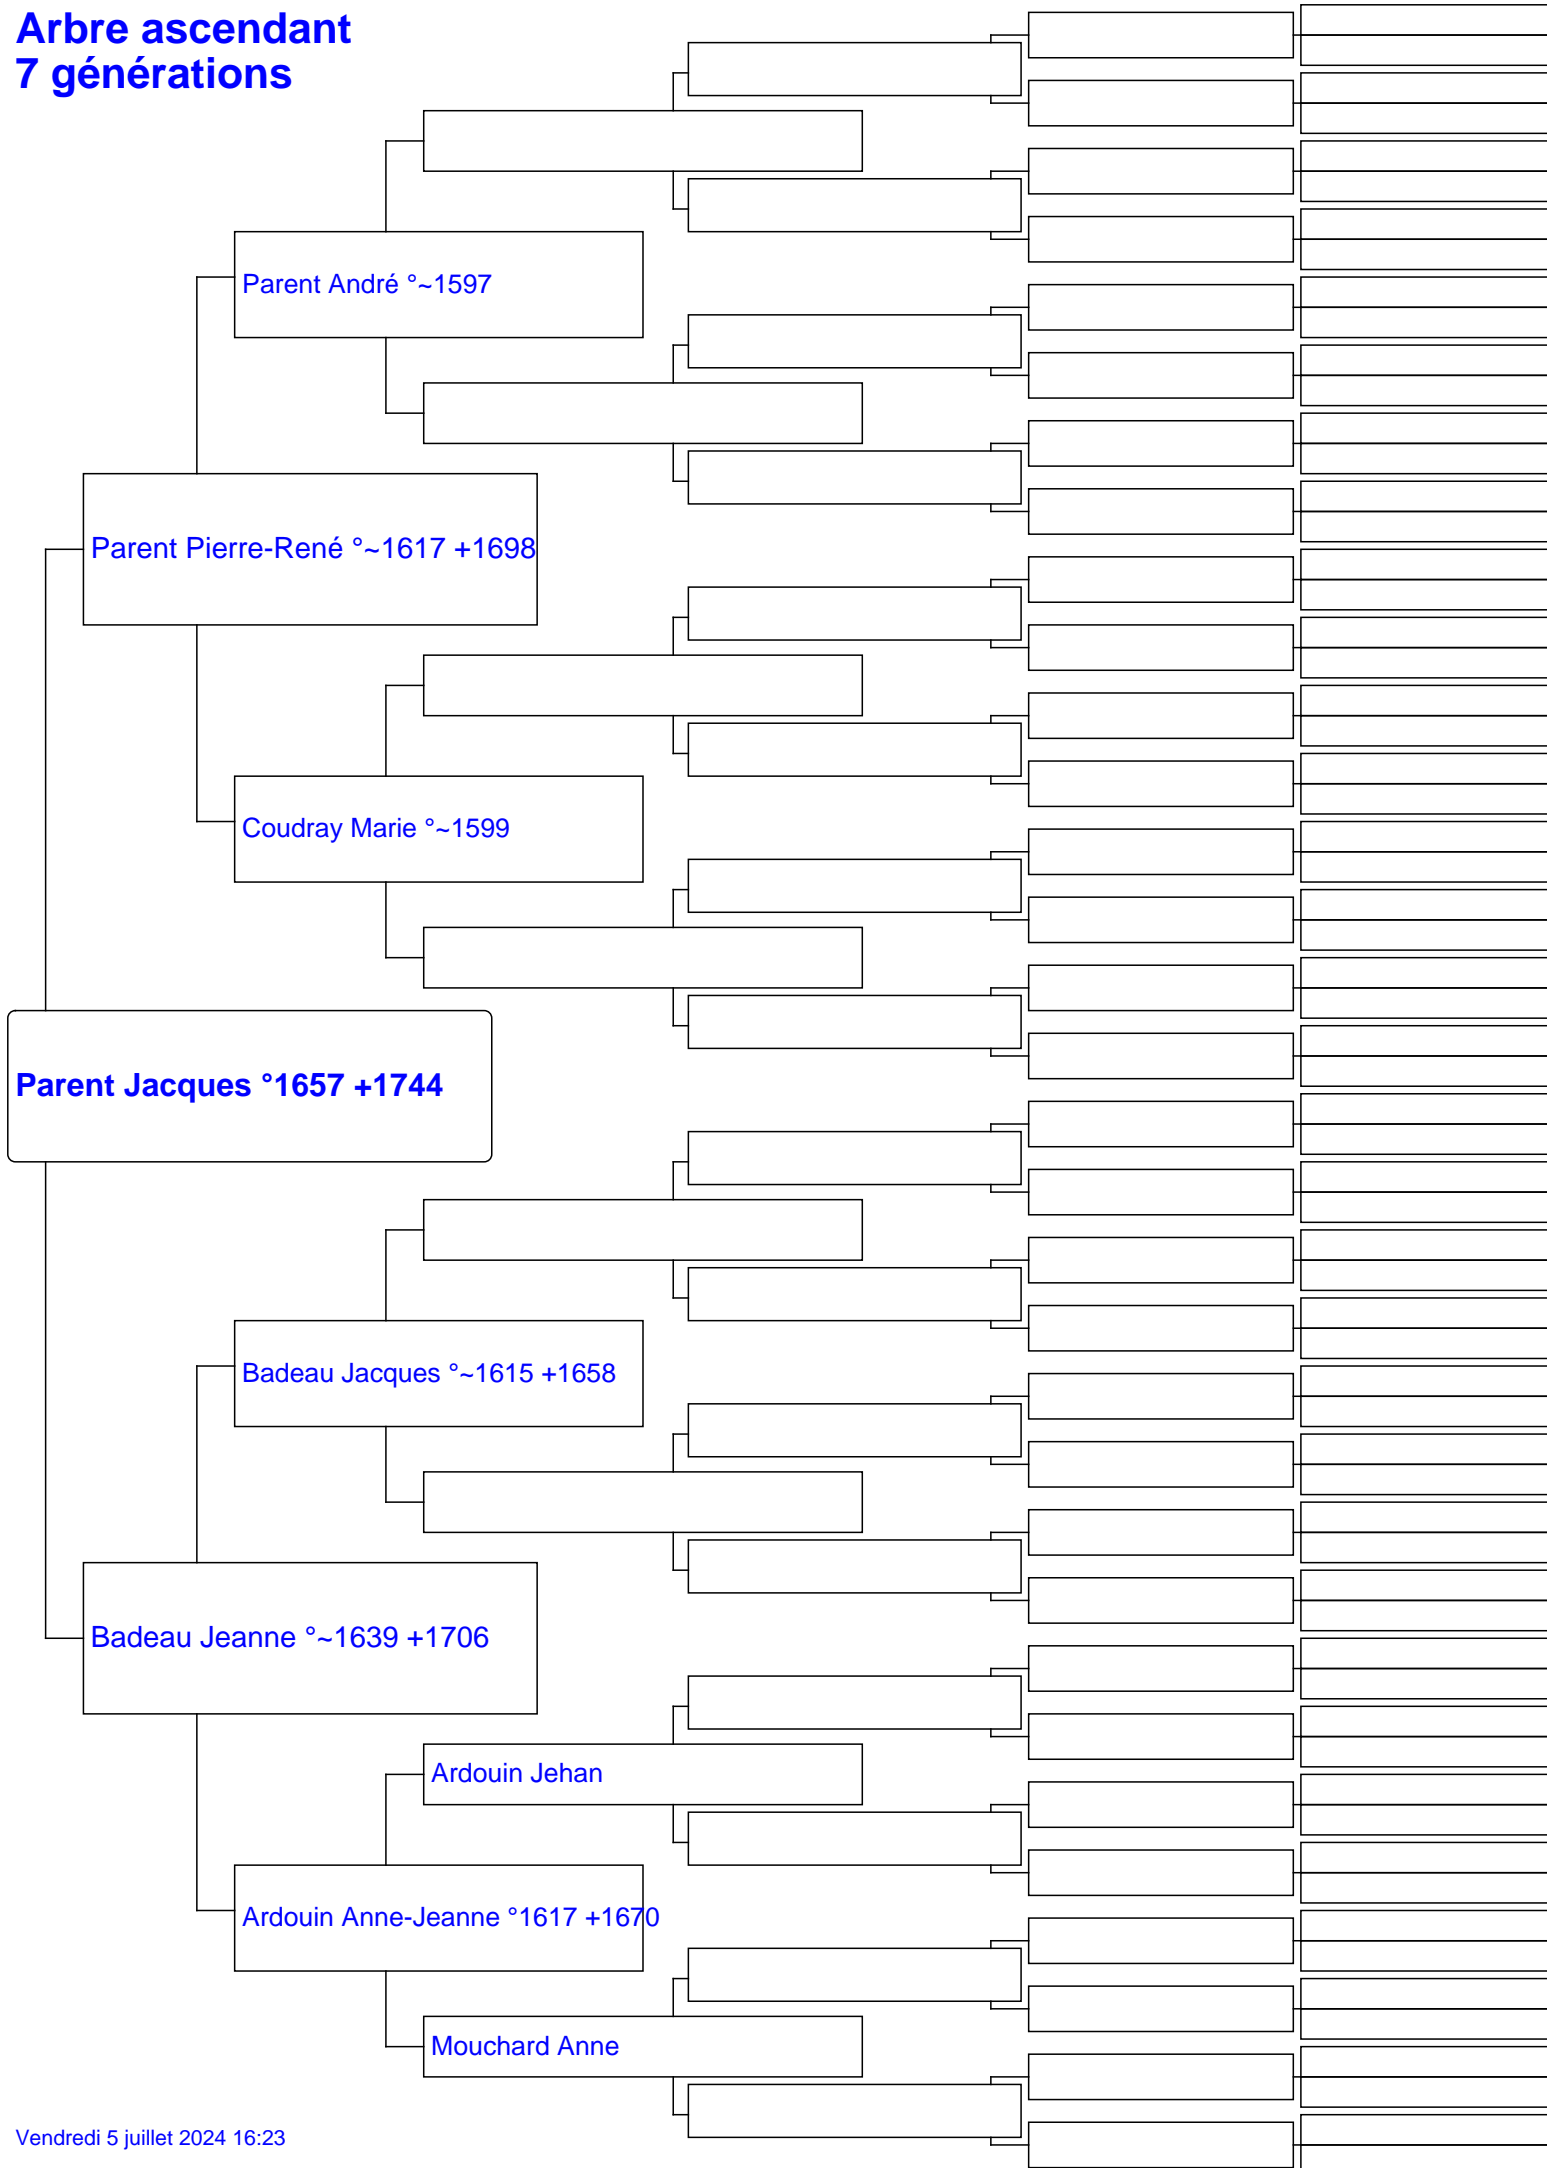 Arbre ascendant
7 générations
Parent André °~1597
Parent Pierre-René °~1617 +1698
Coudray Marie °~1599
Parent Jacques °1657 +1744
Badeau Jacques °~1615 +1658
Badeau Jeanne °~1639 +1706
Ardouin Jehan
Ardouin Anne-Jeanne °1617 +1670
Mouchard Anne
Vendredi 5 juillet 2024 16:23